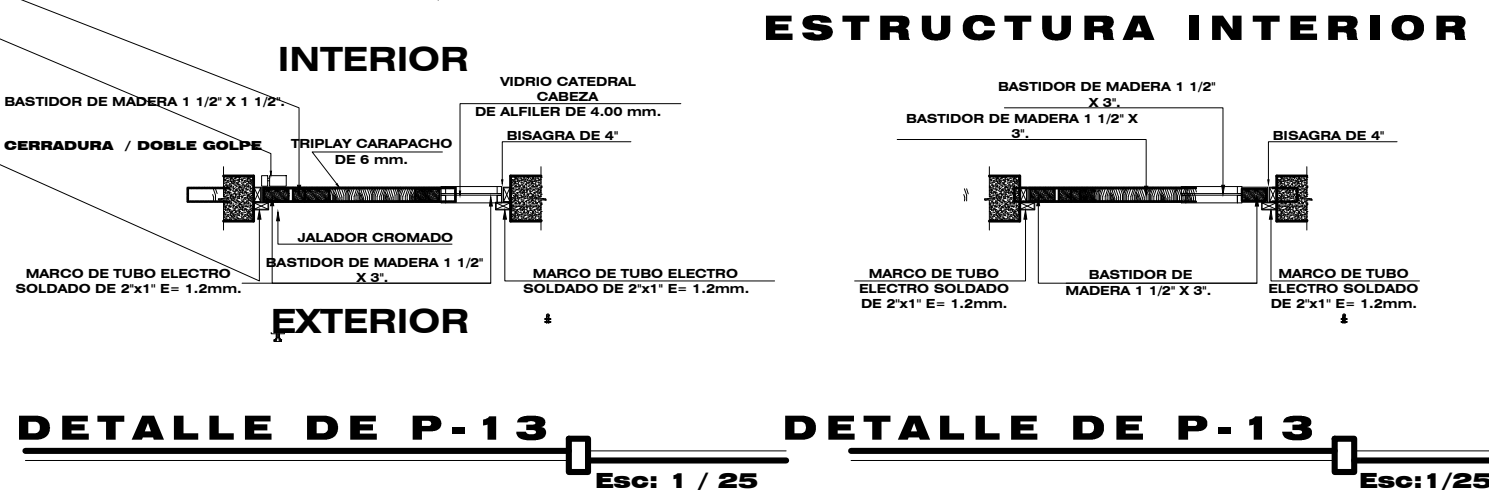 ESTRUCTURA INTERIOR
INTERIOR
BASTIDOR DE MADERA 1 1/2" X 1 1/2".
CERRADURA / DOBLE GOLPE
TRIPLAY CARAPACHO
DE 6 mm.
VIDRIO CATEDRAL
CABEZA
DE ALFILER DE 4.00 mm.
BISAGRA DE 4"
JALADOR CROMADO
BASTIDOR DE MADERA 1 1/2"
X 3".
MARCO DE TUBO ELECTRO
SOLDADO DE 2"x1" E= 1.2mm.
MARCO DE TUBO ELECTRO
SOLDADO DE 2"x1" E= 1.2mm.
EXTERIOR
BASTIDOR DE MADERA 1 1/2"
X 3".
BASTIDOR DE MADERA 1 1/2" X
3".
BISAGRA DE 4"
MARCO DE TUBO
ELECTRO SOLDADO
DE 2"x1" E= 1.2mm.
BASTIDOR DE
MADERA 1 1/2" X 3".
MARCO DE TUBO
ELECTRO SOLDADO
DE 2"x1" E= 1.2mm.
DETALLE DE P-13
Esc: 1 / 25
DETALLE DE P-13
Esc:1/25